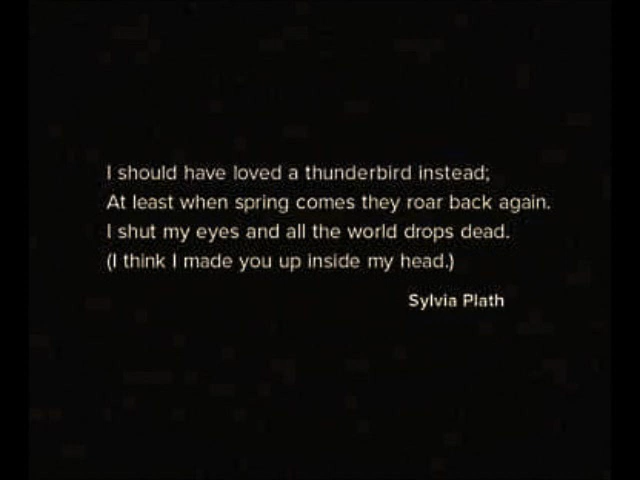 I should have loved a thunderbird instead;
At least when spring comes they roar back again.
I shut my eyes and all the world drops dead.
(I think I made you up inside my head.)
Sylvia Plath